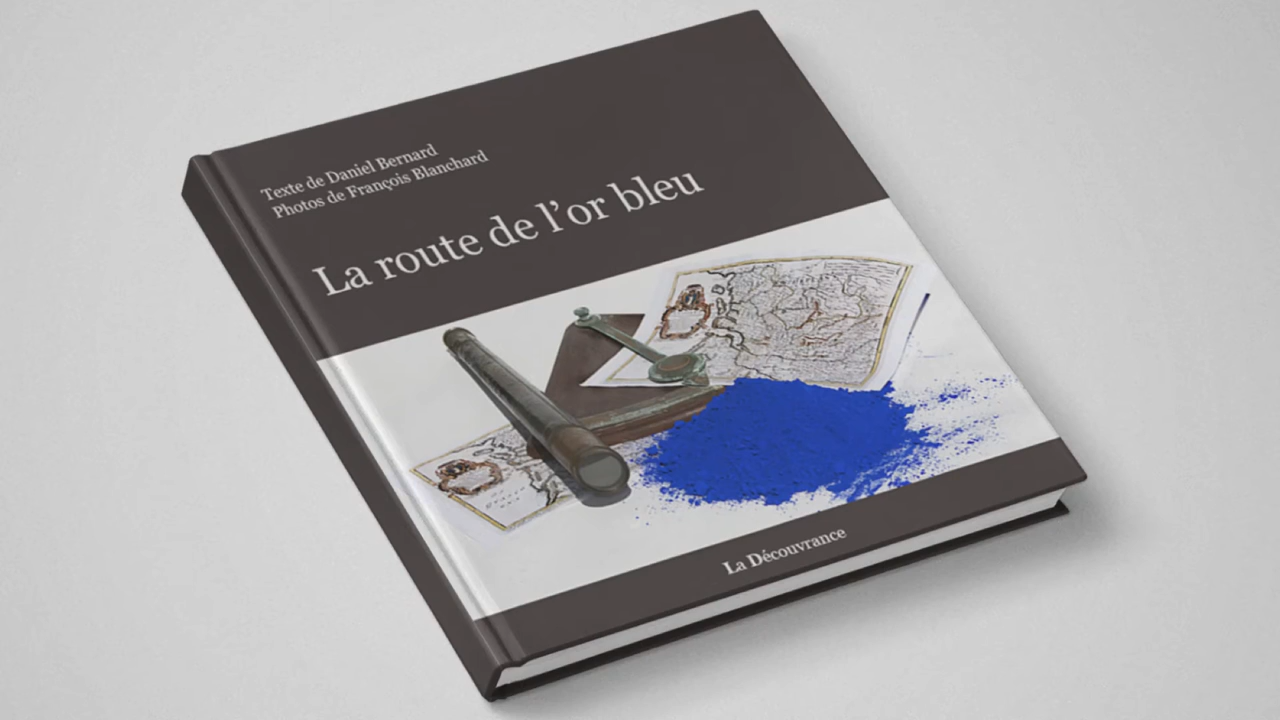 Texte de Daniel Bernard
Photos de François Blanchard
La route de l'or bleu
La Découvrance